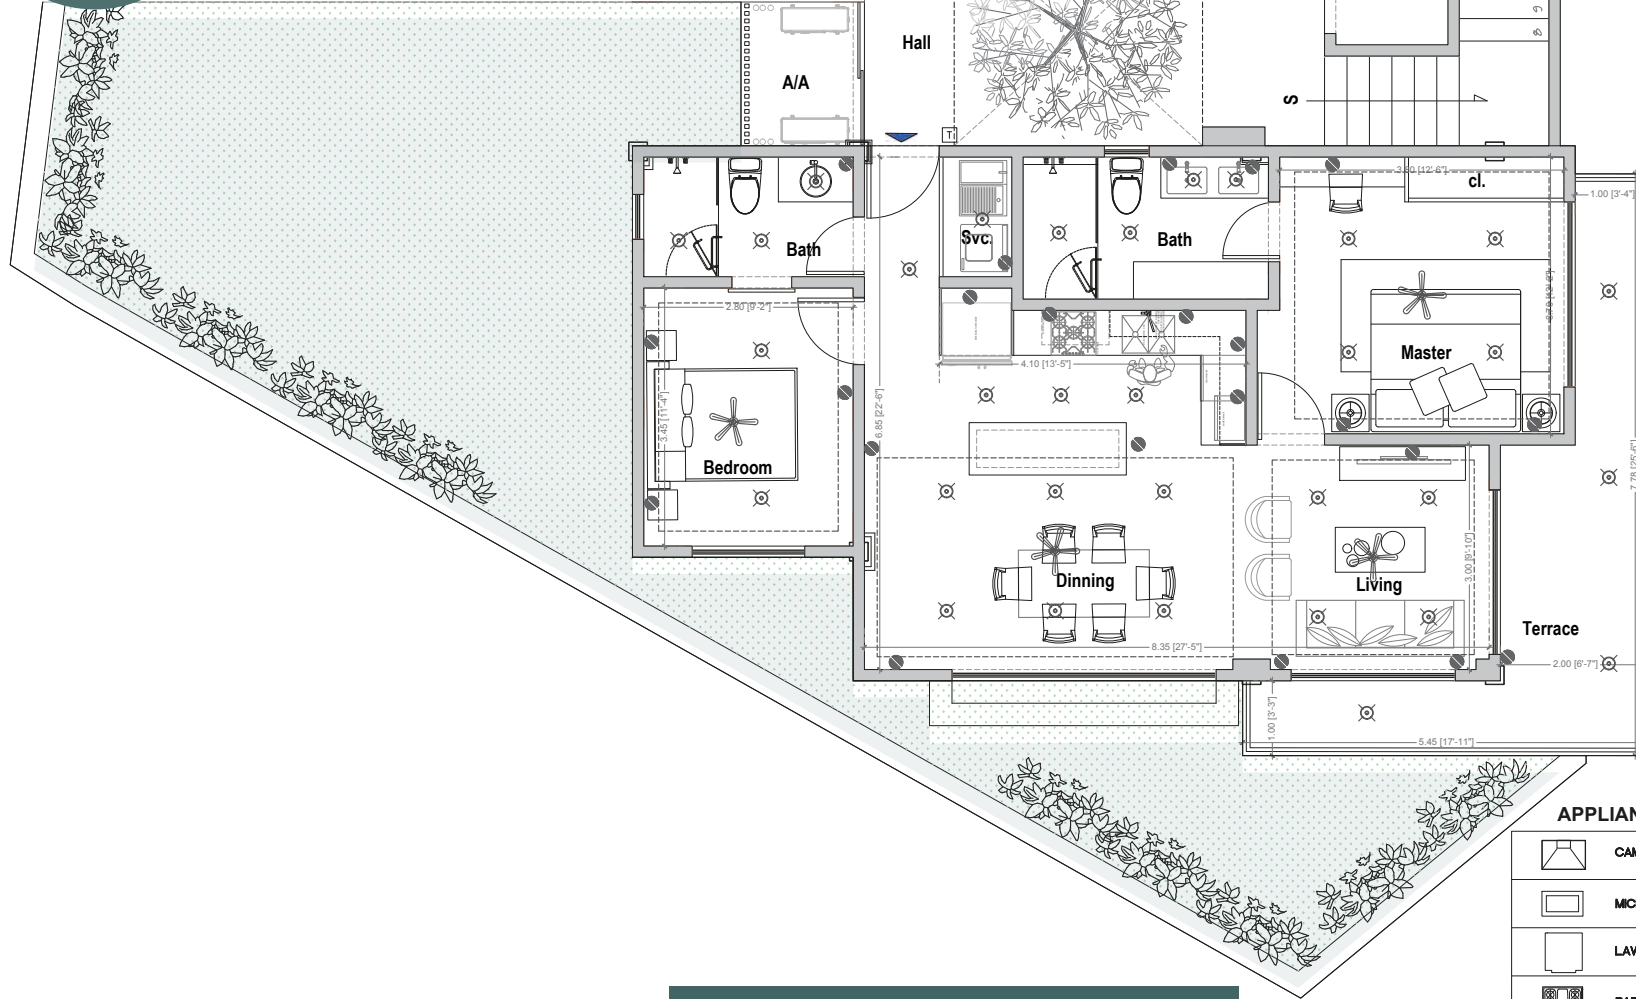 Hall
A/A
T
S
3.80 [12'-6"]
cl.
1.00 [3'-4"]
Svc.
Bath
Bath
2.80 [9'-2"]
4.10 [13'-5"]
Master
6.85 [22'-6"]
3.45 [11'-4"]
Bedroom
7.78 [25'-6"]
3.00 [9'-10"]
Dinning
Living
Terrace
8.35 [27'-5"]
2.00 [6'-7"]
1.00 [3'-3"]
5.45 [17'-11"]
APPLIAN
CAM
MIC
LAV